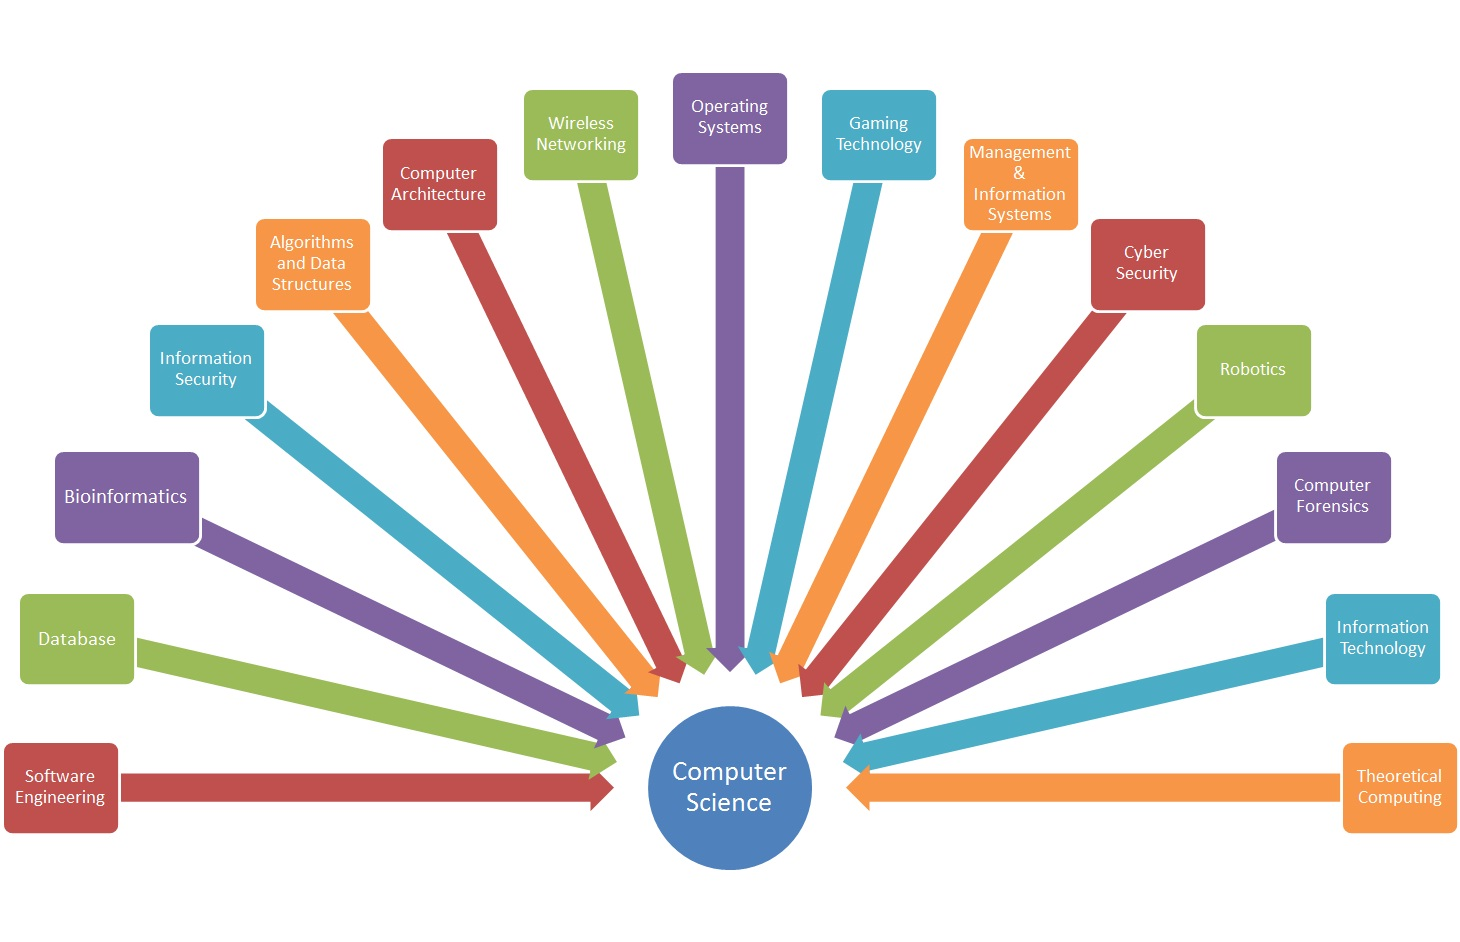 Operating
Systems
Wireless
Networking
Gaming
Technology
Computer
Architecture
Management
&
Information
Systems
Algorithms
and Data
Structures
Cyber
Security
Information
Security
Robotics
Bioinformatics
Computer
Forensics
Database
Information
Technology
Software
Engineering
Computer
Science
Theoretical
Computing